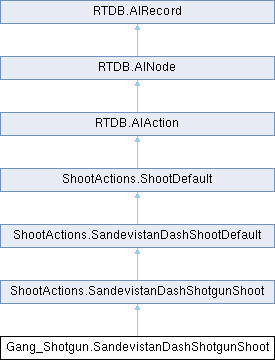 RTDB.AIRecord
RTDB.AINode
RTDB.AIAction
ShootActions.ShootDefault
ShootActions.SandevistanDashShootDefault
ShootActions.SandevistanDashShotgunShoot
Gang_Shotgun.SandevistanDashShotgunShoot